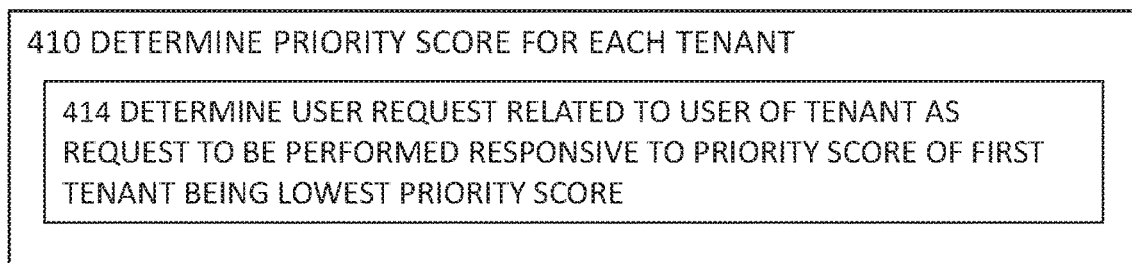 410 DETERMINE PRIORITY SCORE FOR EACH TENANT
414 DETERMINE USER REQUEST RELATED TO USER OF TENANT AS
REQUEST TO BE PERFORMED RESPONSIVE TO PRIORITY SCORE OF FIRST
TENANT BEING LOWEST PRIORITY SCORE